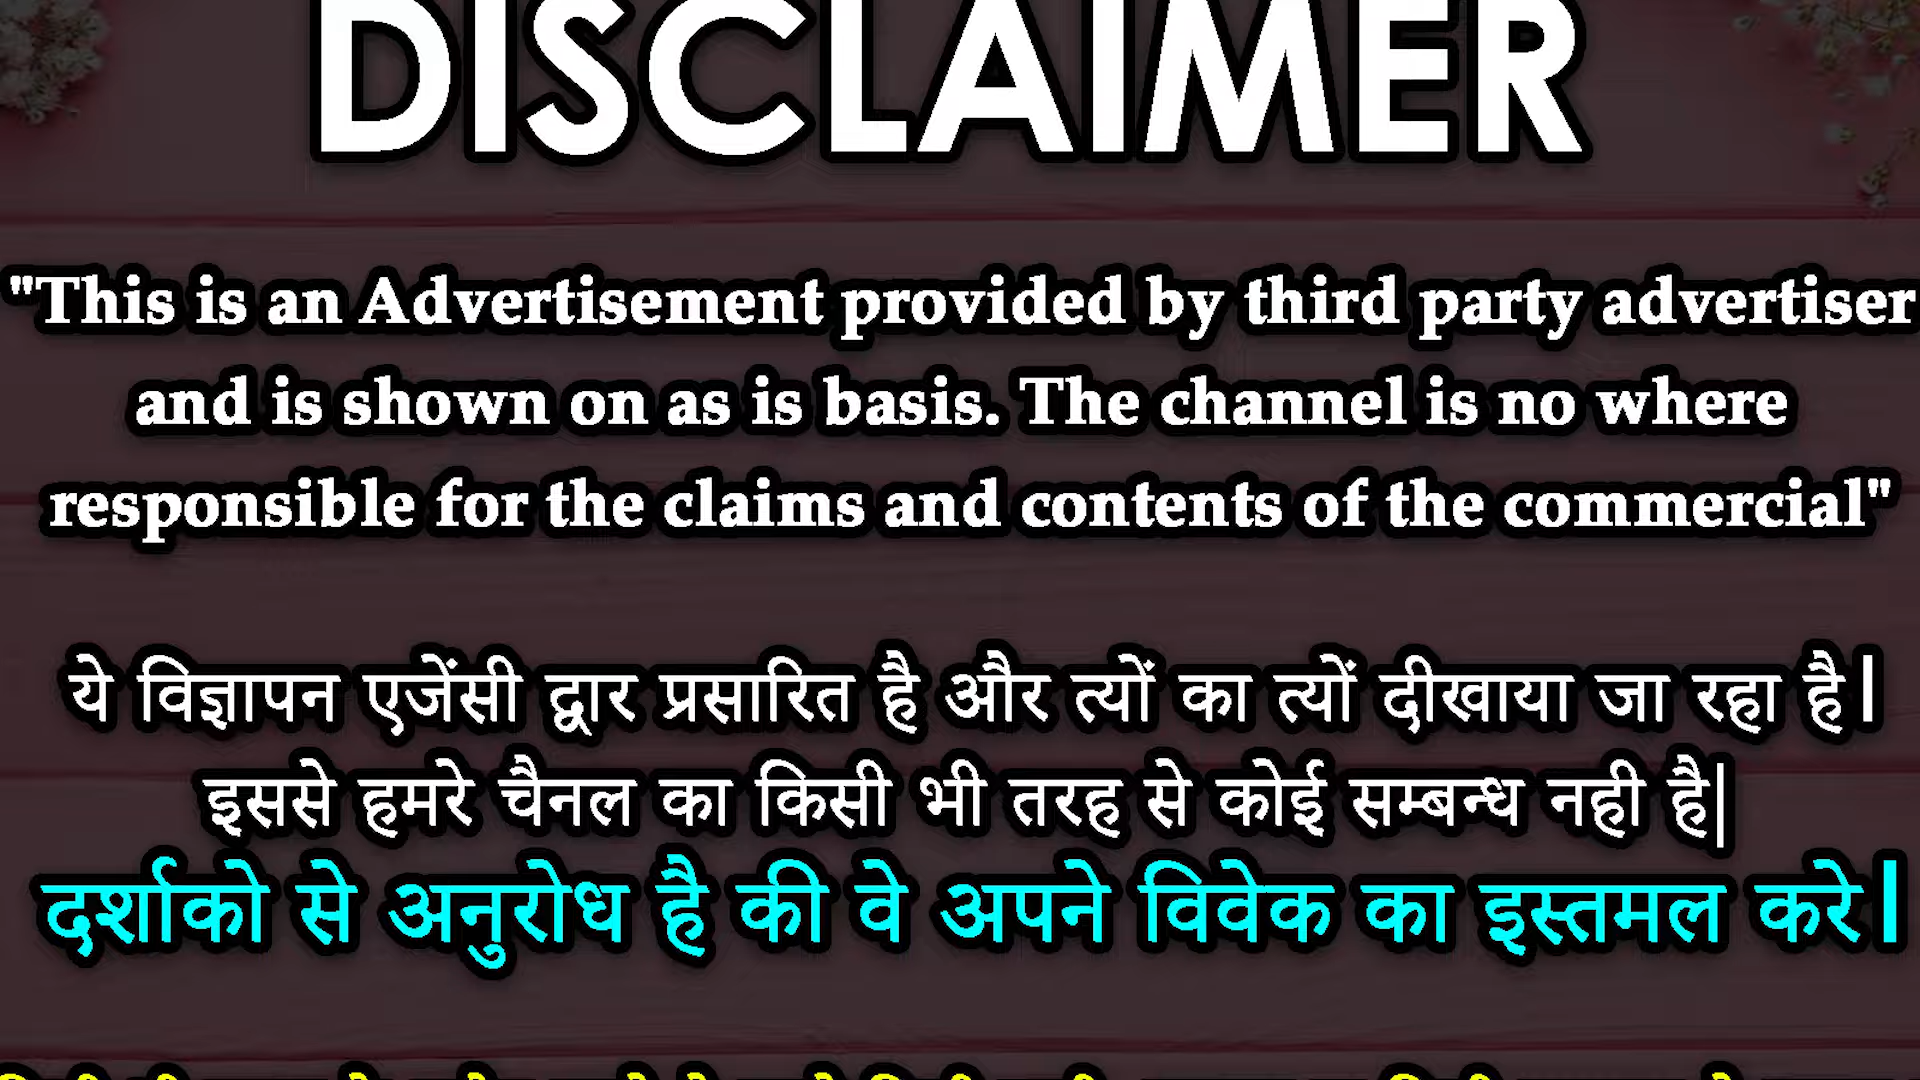 DISCLAIMER
"This is an Advertisement provided by third party advertiser
and is shown on as is basis. The channel is no where
responsible for the claims and contents of the commercial"
ये विज्ञापन एजेंसी द्वार प्रसारित है और त्यों का त्यों दीखाया जा रहा है।
इससे हमरे चैनल का किसी भी तरह से कोई सम्बन्ध नही है|
दर्शाको से अनुरोध है की वे अपने विवेक का इस्तमल करे।